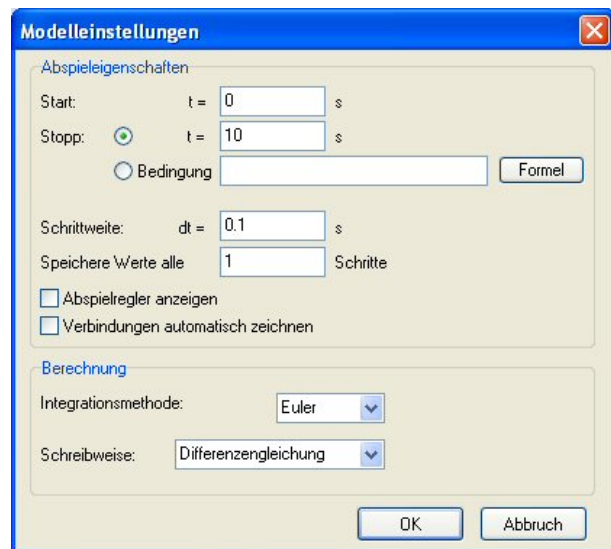 Modelleinstellungen
Abspieleigenschaften
Start: t = 0 s
Stopp: t = 10 s
Bedingung Formel
Schrittweite: dt = 0.1 s
Speichere Werte alle 1 Schritte
Abspielregler anzeigen
Verbindungen automatisch zeichnen
Berechnung
Integrationsmethode: Euler
Schreibweise: Differenzengleichung
OK Abbruch